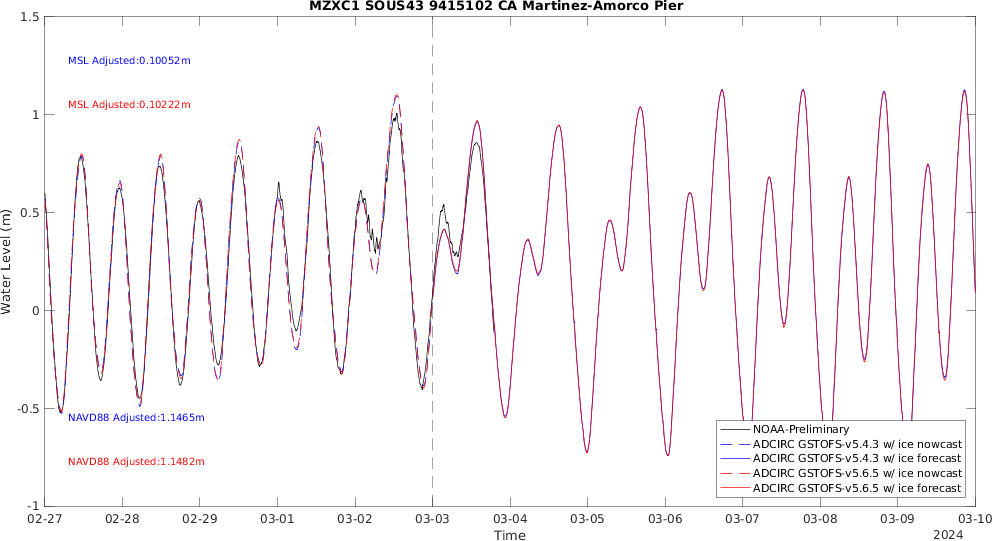 MZXC1 SOUS43 9415102 CA Martinez-Amorco Pier
1.5
1
0.5
0
-0.5
-1
Water Level (m)
MSL Adjusted:0.10052m
MSL Adjusted:0.10222m
NAVD88 Adjusted:1.1465m
NAVD88 Adjusted:1.1482m
NOAA-Preliminary
ADCIRC GSTOFS-v5.4.3 w/ ice nowcast
ADCIRC GSTOFS-v5.4.3 w/ ice forecast
ADCIRC GSTOFS-v5.6.5 w/ ice nowcast
ADCIRC GSTOFS-v5.6.5 w/ ice forecast
02-27 02-28 02-29 03-01 03-02 03-03 03-04 03-05 03-06 03-07 03-08 03-09 03-10
Time
2024